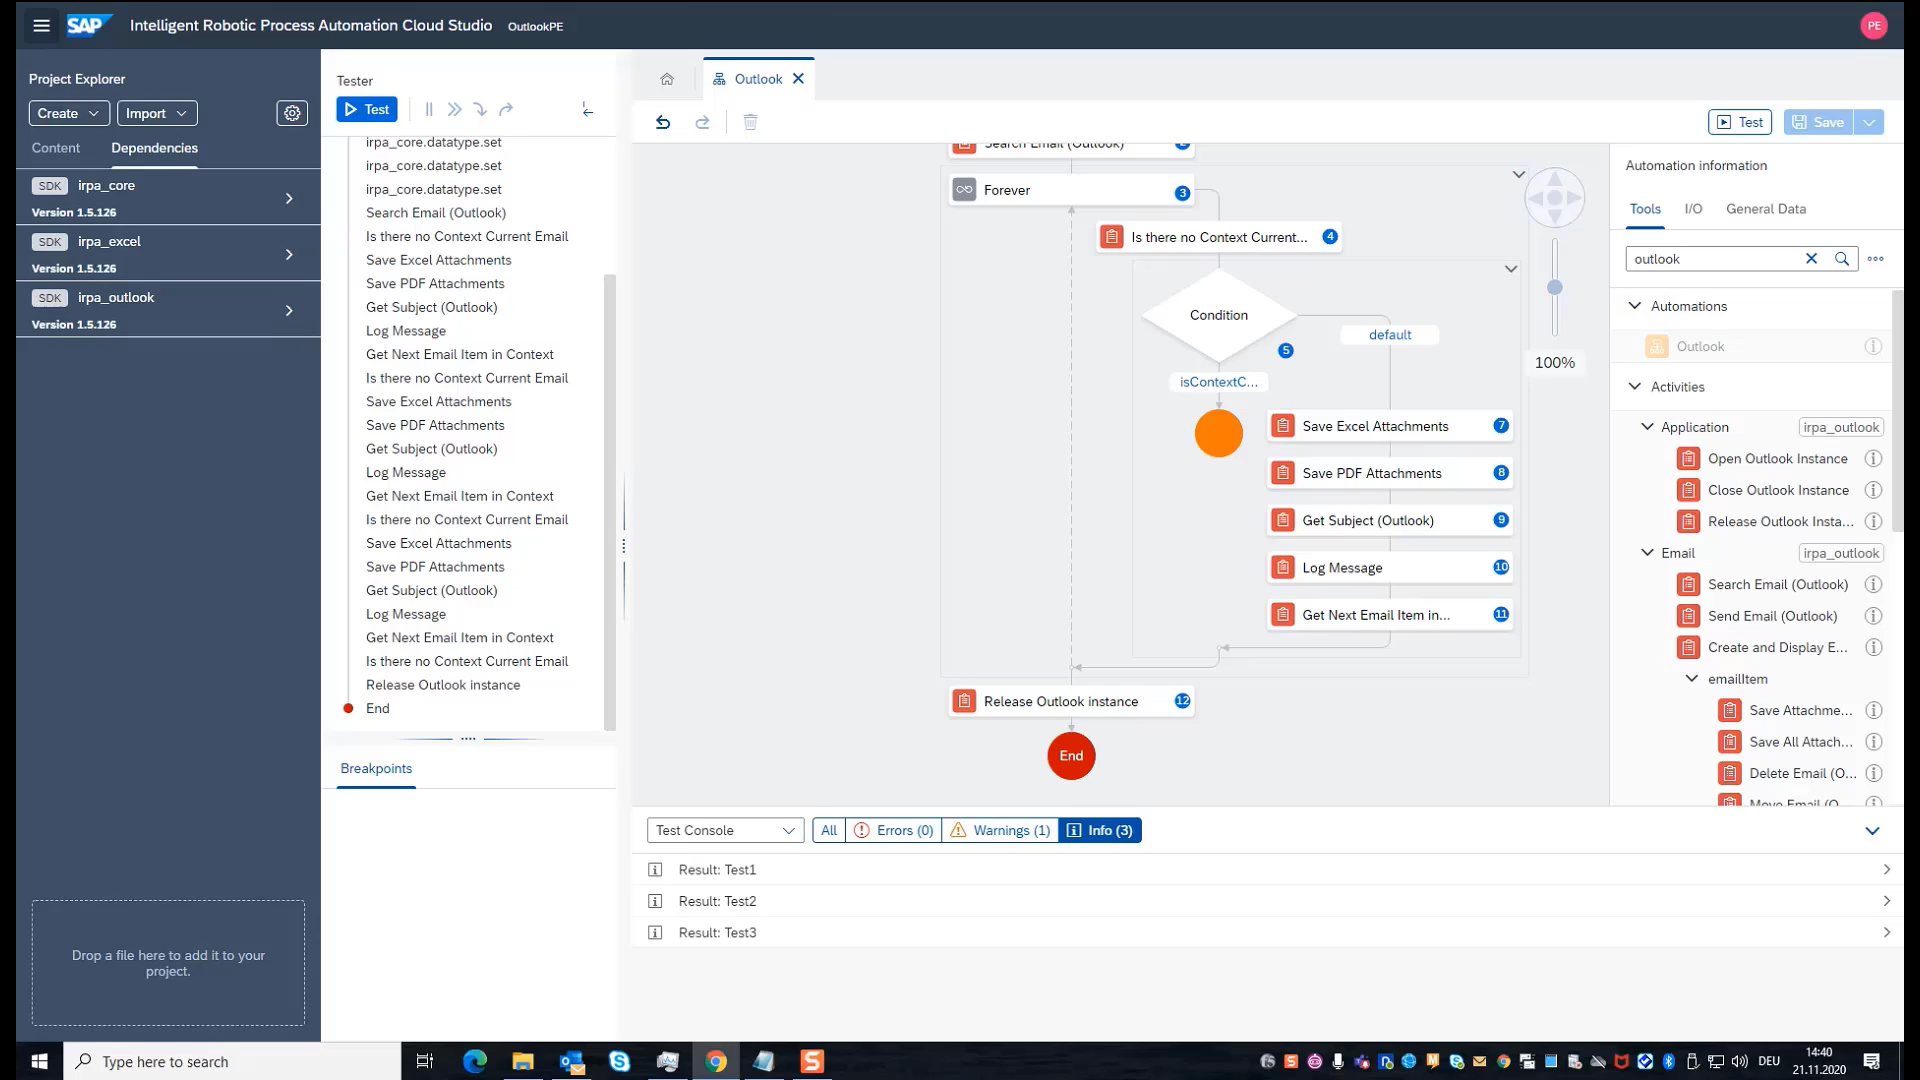 SAP Intelligent Robotic Process Automation Cloud Studio OutlookPE
PE
Project Explorer
Create
Import
Content
Dependencies
SDK irpa_core
Version 1.5.126
SDK irpa_excel
Version 1.5.126
SDK irpa_outlook
Version 1.5.126
Drop a file here to add it to your
project.
Tester
Test
irpa_core.datatype.set
irpa_core.datatype.set
irpa_core.datatype.set
Search Email (Outlook)
Is there no Context Current Email
Save Excel Attachments
Save PDF Attachments
Get Subject (Outlook)
Log Message
Get Next Email Item in Context
Is there no Context Current Email
Save Excel Attachments
Save PDF Attachments
Get Subject (Outlook)
Log Message
Get Next Email Item in Context
Is there no Context Current Email
Save Excel Attachments
Save PDF Attachments
Get Subject (Outlook)
Log Message
Get Next Email Item in Context
Is there no Context Current Email
Release Outlook instance
End
Breakpoints
Outlook
Test
Save
Search Email (Outlook) 2
Forever 3
Is there no Context Current... 4
Condition
5
default
isContextC...
Save Excel Attachments 7
Save PDF Attachments 8
Get Subject (Outlook) 9
Log Message 10
Get Next Email Item in... 11
Release Outlook instance 12
End
100%
Automation information
Tools
I/O
General Data
outlook
Automations
Outlook
Activities
Application irpa_outlook
Open Outlook Instance
Close Outlook Instance
Release Outlook Insta...
Email irpa_outlook
Search Email (Outlook)
Send Email (Outlook)
Create and Display E...
emailItem
Save Attachme...
Save All Attach...
Delete Email (O...
Move Email (O...
Test Console
All
Errors (0)
Warnings (1)
Info (3)
Result: Test1
Result: Test2
Result: Test3
Type here to search
DEU
14:40
21.11.2020